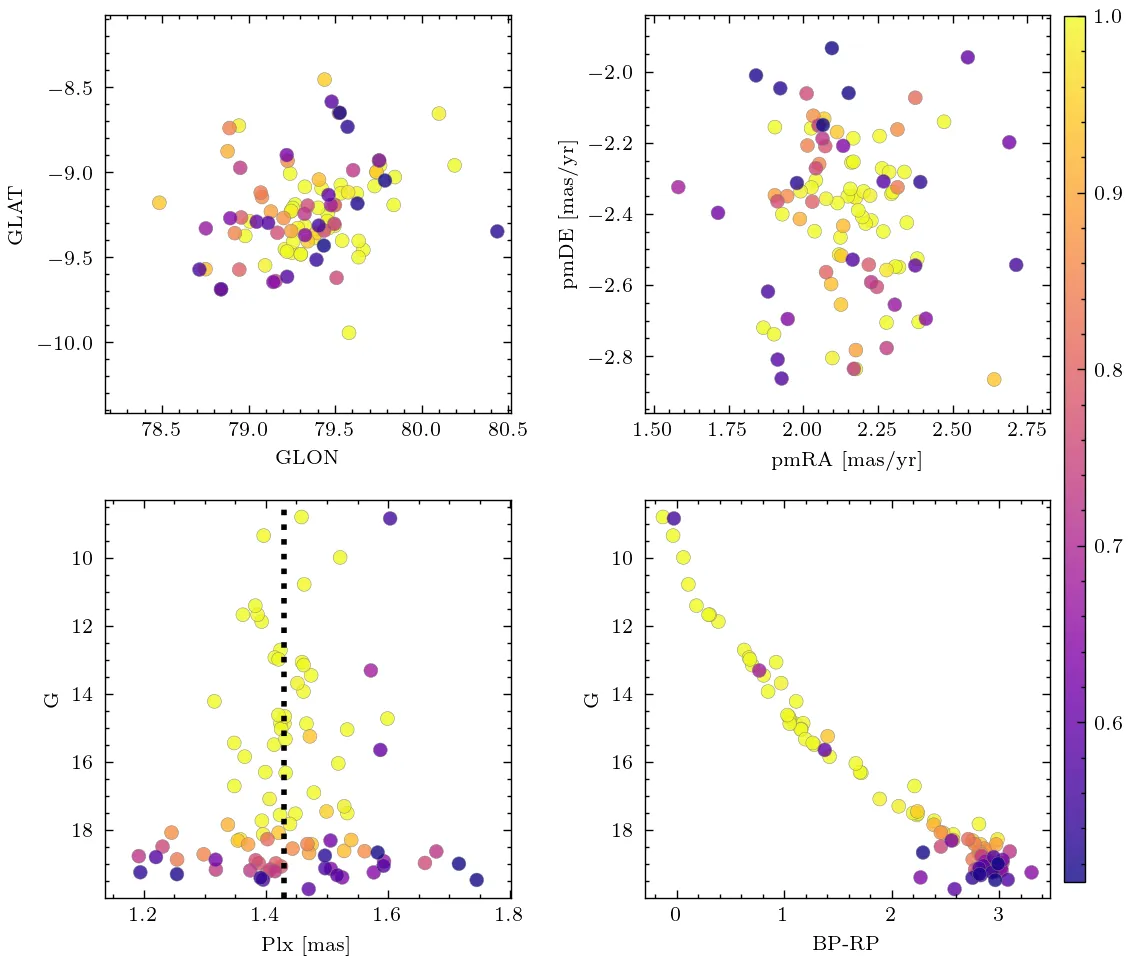 −8.5
−9.0
−9.5
−10.0
GLAT
78.5 79.0 79.5 80.0 80.5
GLON
−2.0
−2.2
−2.4
−2.6
−2.8
pmDE [mas/yr]
1.50 1.75 2.00 2.25 2.50 2.75
pmRA [mas/yr]
10
12
14
16
18
G
1.2 1.4 1.6 1.8
Plx [mas]
10
12
14
16
18
G
0 1 2 3
BP-RP
1.0
0.9
0.8
0.7
0.6